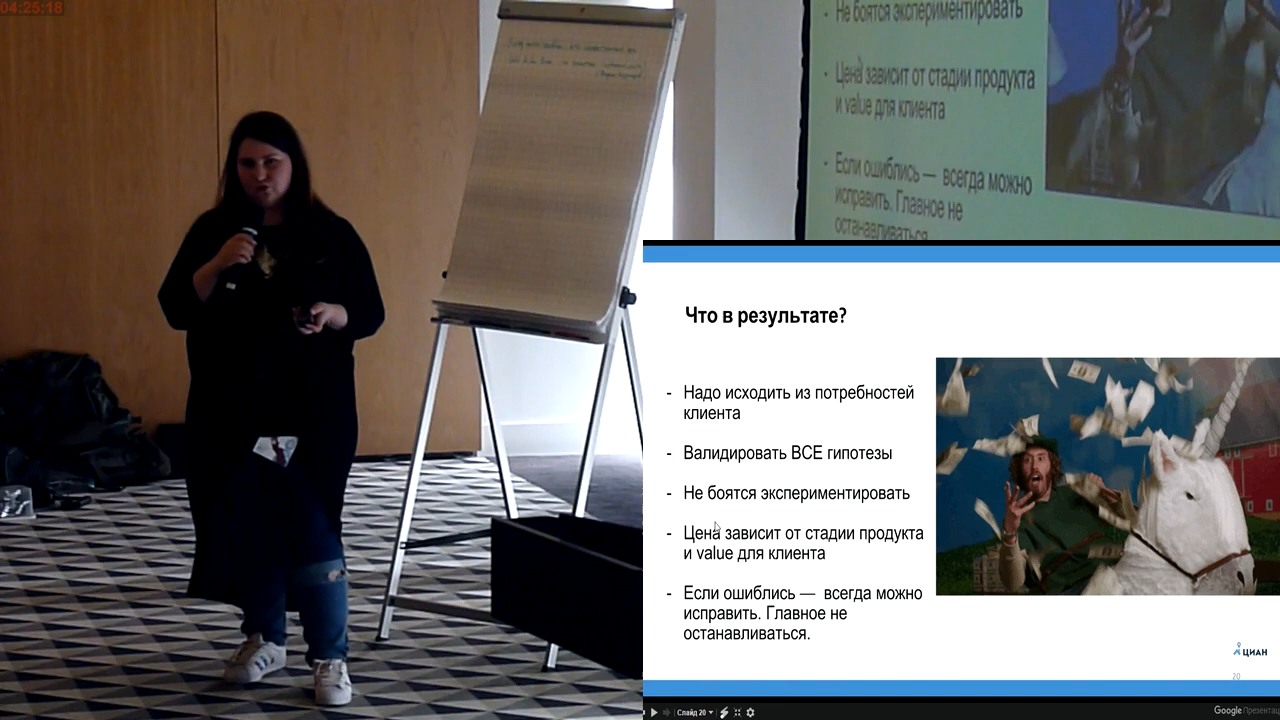 04:25:18
- Не боятся экспериментировать
- Цена зависит от стадии продукта
и value для клиента
- Если ошиблись — всегда можно
исправить. Главное не
останавливаться
Что в результате?
- Надо исходить из потребностей
клиента
- Валидировать ВСЕ гипотезы
- Не боятся экспериментировать
- Цена зависит от стадии продукта
и value для клиента
- Если ошиблись — всегда можно
исправить. Главное не
останавливаться.
ЦИАН
20
Слайд 20
Google